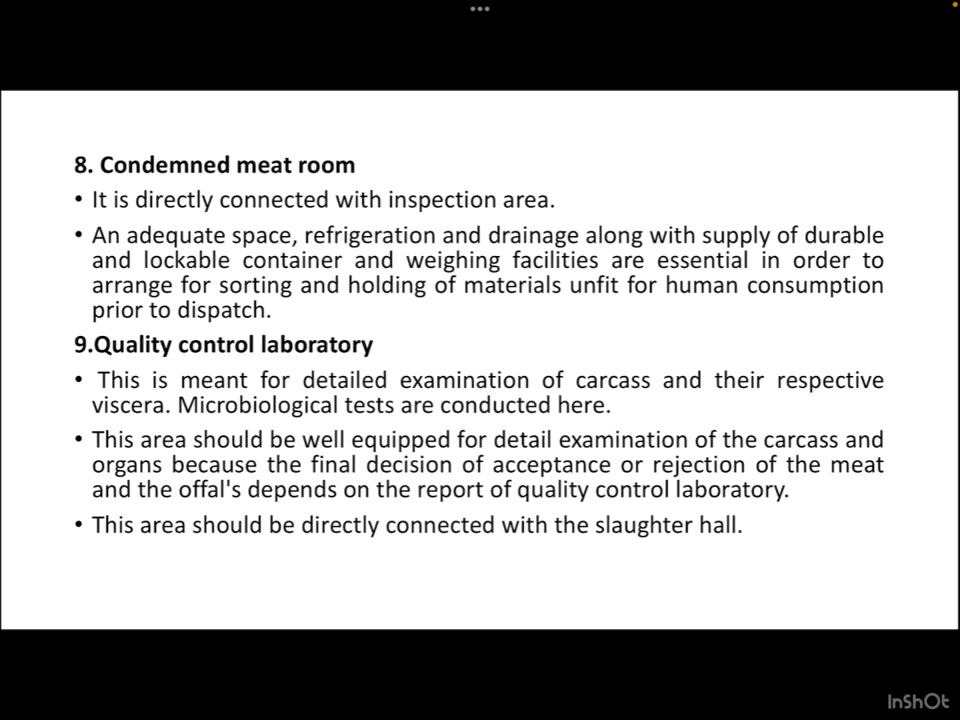 8. Condemned meat room
• It is directly connected with inspection area.
• An adequate space, refrigeration and drainage along with supply of durable
and lockable container and weighing facilities are essential in order to
arrange for sorting and holding of materials unfit for human consumption
prior to dispatch.
9.Quality control laboratory
• This is meant for detailed examination of carcass and their respective
viscera. Microbiological tests are conducted here.
• This area should be well equipped for detail examination of the carcass and
organs because the final decision of acceptance or rejection of the meat
and the offal's depends on the report of quality control laboratory.
• This area should be directly connected with the slaughter hall.
InShOt